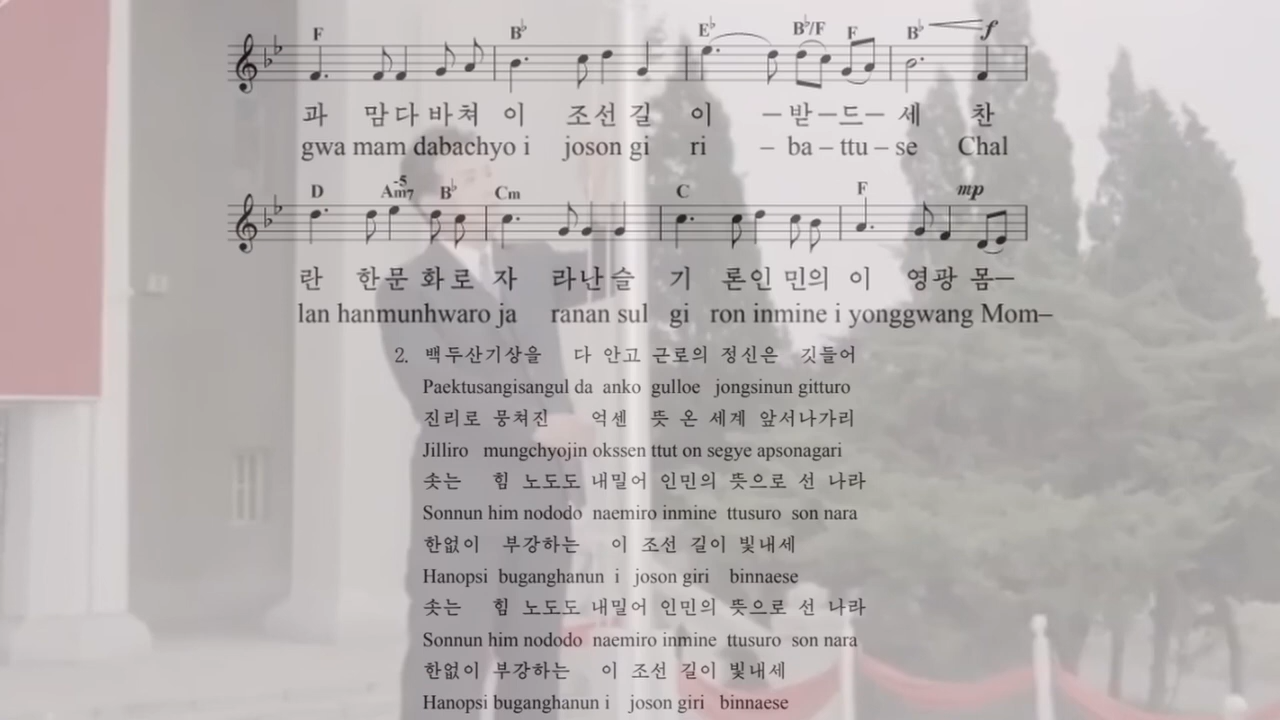 F B♭ E♭ B♭/F F B♭ f
과 맘다 바쳐 이 조선 길 이 –받–드– 세 찬
gwa mam dabachyo i joson gi ri – ba – ttu – se Chal
D Am7-5 B♭ Cm C F mp
란 한문 화로 자 라난 슬 기 론인 민의 이 영광 몸–
lan hanmunhwaro ja ranan sul gi ron inmine i yonggwang Mom–
2. 백두산기상을 다 안고 근로의 정신은 깃들어
Paektusangisangul da anko gulloe jongsinun gitturo
진리로 뭉쳐진 억센 뜻 온 세계 앞서나가리
Jilliro mungchyojin okssen ttut on segye apsonagari
솟는 힘 노도도 내밀어 인민의 뜻으로 선 나라
Sonnun him nododo naemiro inmine ttusuro son nara
한없이 부강하는 이 조선 길이 빛내세
Hanopsi buganghanun i joson giri binnaese
솟는 힘 노도도 내밀어 인민의 뜻으로 선 나라
Sonnun him nododo naemiro inmine ttusuro son nara
한없이 부강하는 이 조선 길이 빛내세
Hanopsi buganghanun i joson giri binnaese